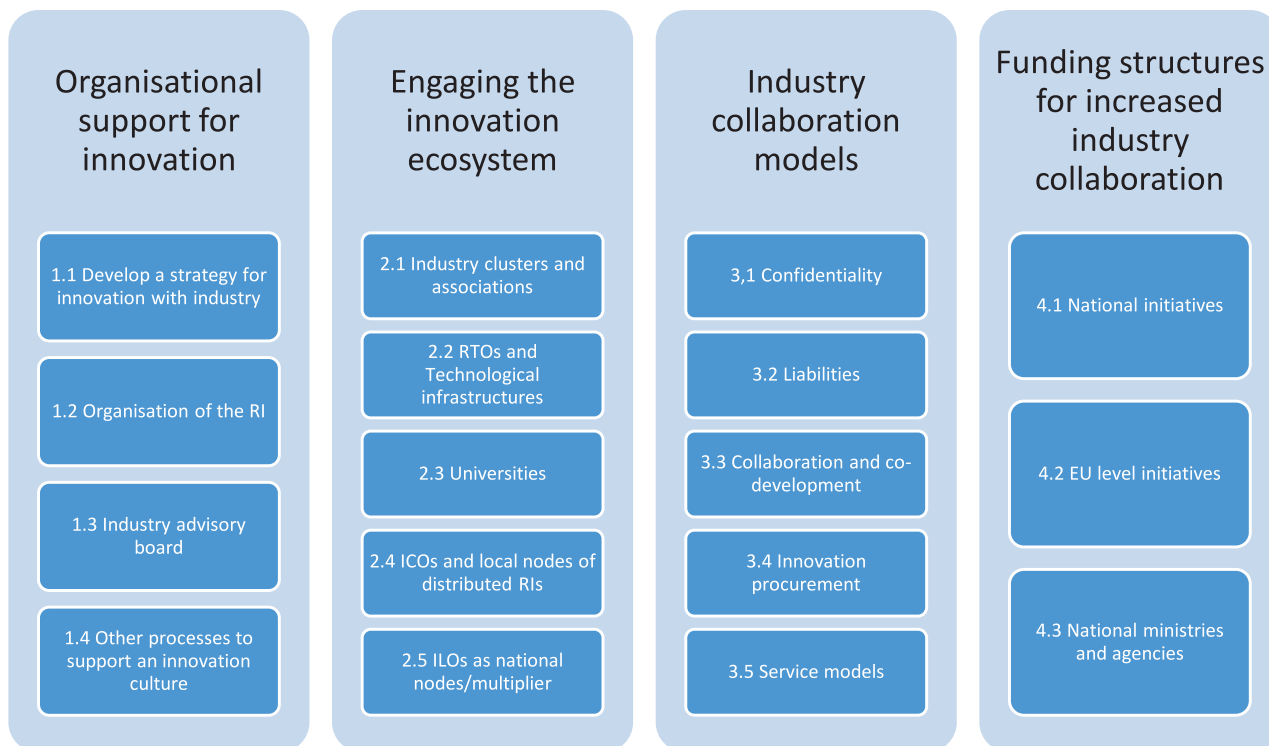 Organisational
support for
innovation
1.1 Develop a strategy for
innovation with industry
1.2 Organisation of the RI
1.3 Industry advisory
board
1.4 Other processes to
support an innovation
culture
Engaging the
innovation
ecosystem
2.1 Industry clusters and
associations
2.2 RTOs and
Technological
infrastructures
2.3 Universities
2.4 ICOs and local nodes of
distributed RIs
2.5 ILOs as national
nodes/multiplier
Industry
collaboration
models
3,1 Confidentiality
3.2 Liabilities
3.3 Collaboration and co-
development
3.4 Innovation
procurement
3.5 Service models
Funding structures
for increased
industry
collaboration
4.1 National initiatives
4.2 EU level initiatives
4.3 National ministries
and agencies